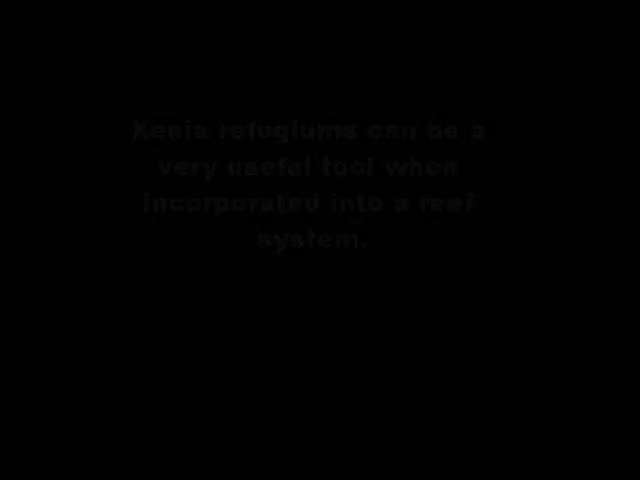 Xenia refugiums can be a
very useful tool when
incorporated into a reef
system.